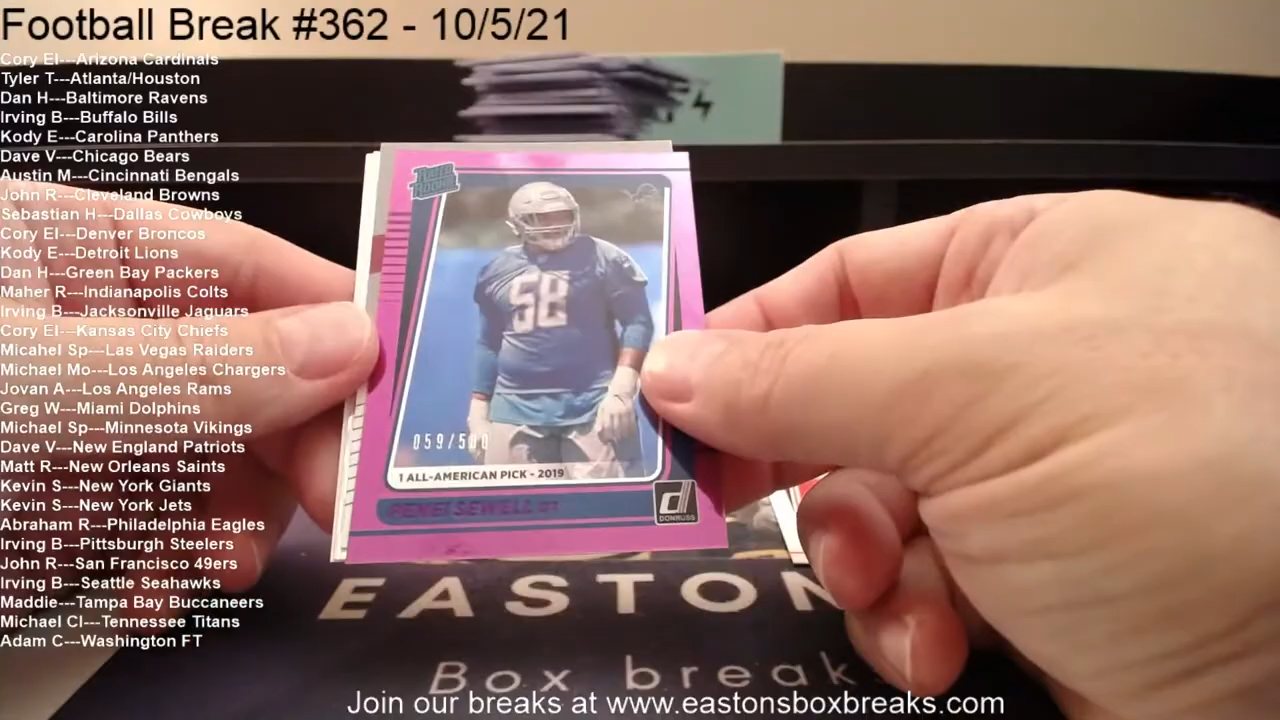 Football Break #362 - 10/5/21
Cory El---Arizona Cardinals
Tyler T---Atlanta/Houston
Dan H---Baltimore Ravens
Irving B---Buffalo Bills
Kody E---Carolina Panthers
Dave V---Chicago Bears
Austin M---Cincinnati Bengals
John R---Cleveland Browns
Sebastian H---Dallas Cowboys
Cory El---Denver Broncos
Kody E---Detroit Lions
Dan H---Green Bay Packers
Maher R---Indianapolis Colts
Irving B---Jacksonville Jaguars
Cory El---Kansas City Chiefs
Micahel Sp---Las Vegas Raiders
Michael Mo---Los Angeles Chargers
Jovan A---Los Angeles Rams
Greg W---Miami Dolphins
Michael Sp---Minnesota Vikings
Dave V---New England Patriots
Matt R---New Orleans Saints
Kevin S---New York Giants
Kevin S---New York Jets
Abraham R---Philadelphia Eagles
Irving B---Pittsburgh Steelers
John R---San Francisco 49ers
Irving B---Seattle Seahawks
Maddie---Tampa Bay Buccaneers
Michael Cl---Tennessee Titans
Adam C---Washington FT
RATED ROOKIE
58
059/500
1 ALL-AMERICAN PICK - 2019
PENEI SEWELL OT
DONRUSS
EASTON
Box break
Join our breaks at www.eastonsboxbreaks.com